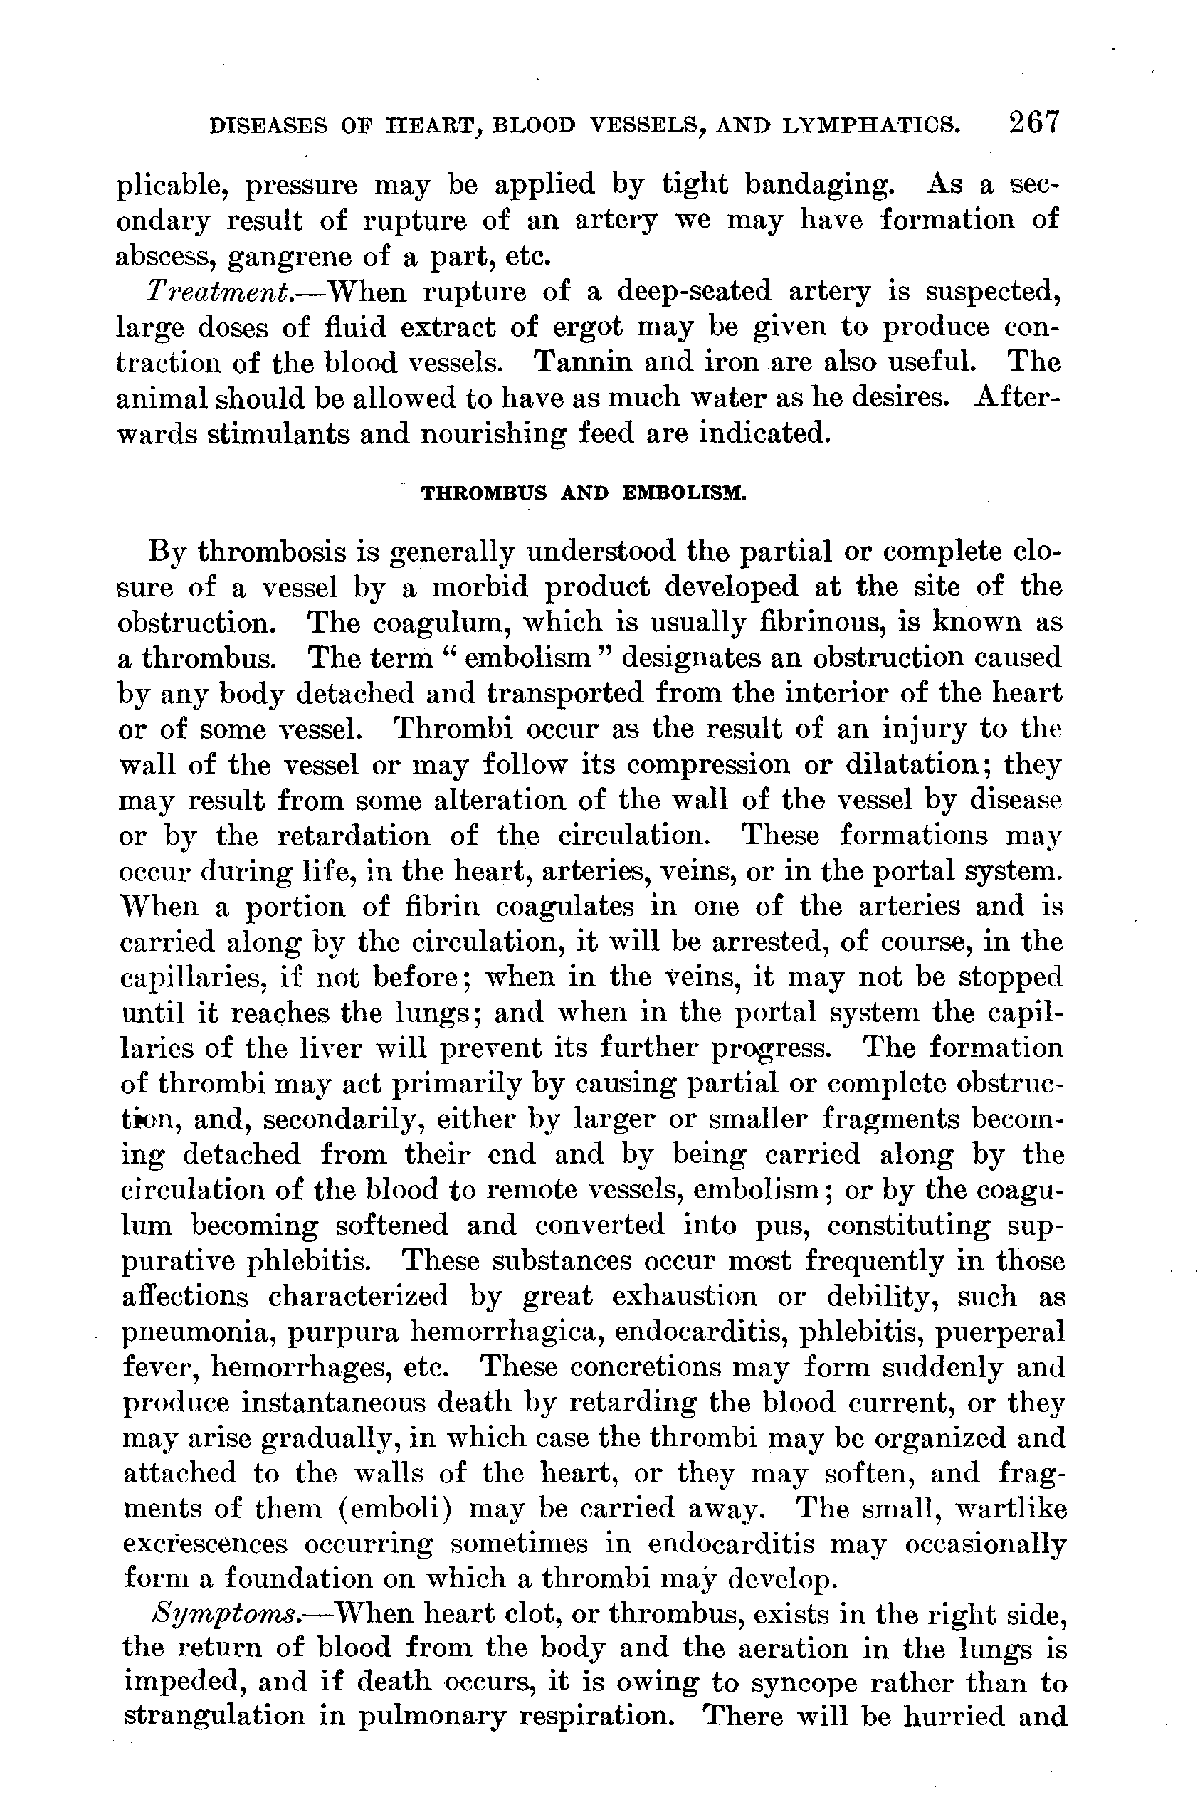 DISEASES OF HEART, BLOOD VESSELS, AND LYMPHATICS. 267
plicable, pressure may be applied by tight bandaging. As a sec-
ondary result of rupture of an artery we may have formation of
abscess, gangrene of a part, etc.
Treatment.—When rupture of a deep-seated artery is suspected,
large doses of fluid extract of ergot may be given to produce con-
traction of the blood vessels. Tannin and iron are also useful. The
animal should be allowed to have as much water as he desires. After-
wards stimulants and nourishing feed are indicated.
THROMBUS AND EMBOLISM.
By thrombosis is generally understood the partial or complete clo-
sure of a vessel by a morbid product developed at the site of the
obstruction. The coagulum, which is usually fibrinous, is known as
a thrombus. The term "embolism" designates an obstruction caused
by any body detached and transported from the interior of the heart
or of some vessel. Thrombi occur as the result of an injury to the
wall of the vessel or may follow its compression or dilatation; they
may result from some alteration of the wall of the vessel by disease
or by the retardation of the circulation. These formations may
occur during life, in the heart, arteries, veins, or in the portal system.
When a portion of fibrin coagulates in one of the arteries and is
carried along by the circulation, it will be arrested, of course, in the
capillaries, if not before; when in the veins, it may not be stopped
until it reaches the lungs; and when in the portal system the capil-
laries of the liver will prevent its further progress. The formation
of thrombi may act primarily by causing partial or complete obstruc-
tion, and, secondarily, either by larger or smaller fragments becom-
ing detached from their end and by being carried along by the
circulation of the blood to remote vessels, embolism; or by the coagu-
lum becoming softened and converted into pus, constituting sup-
purative phlebitis. These substances occur most frequently in those
affections characterized by great exhaustion or debility, such as
pneumonia, purpura hemorrhagica, endocarditis, phlebitis, puerperal
fever, hemorrhages, etc. These concretions may form suddenly and
produce instantaneous death by retarding the blood current, or they
may arise gradually, in which case the thrombi may be organized and
attached to the walls of the heart, or they may soften, and frag-
ments of them (emboli) may be carried away. The small, wartlike
excrescences occurring sometimes in endocarditis may occasionally
form a foundation on which a thrombi may develop.
Symptoms.—When heart clot, or thrombus, exists in the right side,
the return of blood from the body and the aeration in the lungs is
impeded, and if death occurs, it is owing to syncope rather than to
strangulation in pulmonary respiration. There will be hurried and